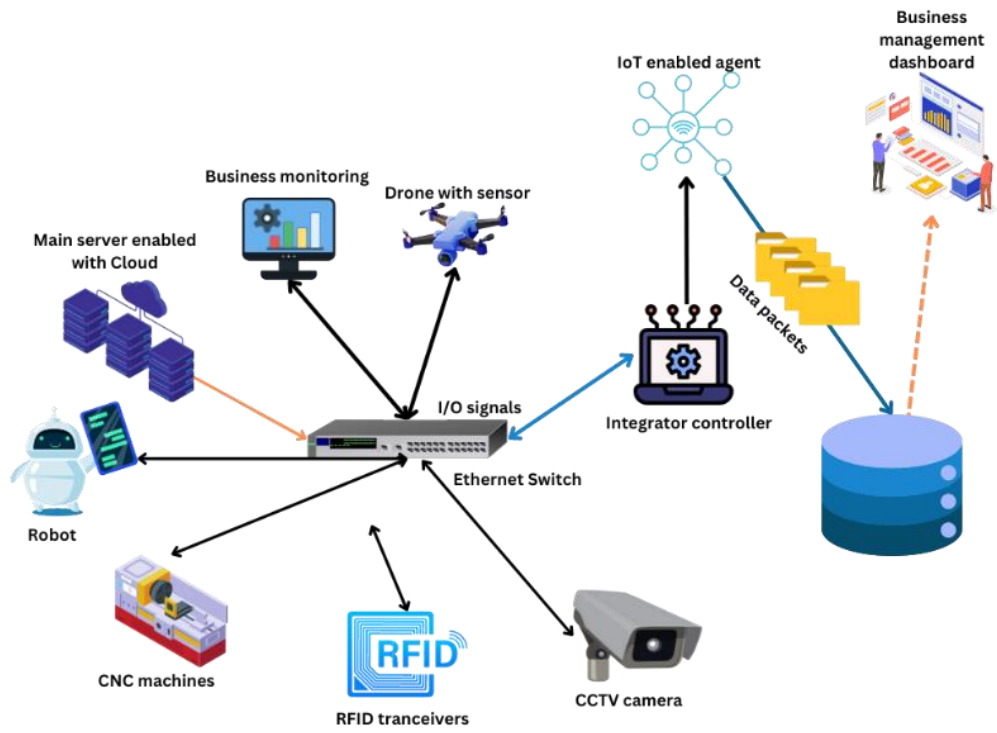 Business
management
dashboard
IoT enabled agent
Business monitoring
Drone with sensor
Main server enabled
with Cloud
Data packets
I/O signals
Integrator controller
Ethernet Switch
Robot
RFID
CNC machines
CCTV camera
RFID tranceivers